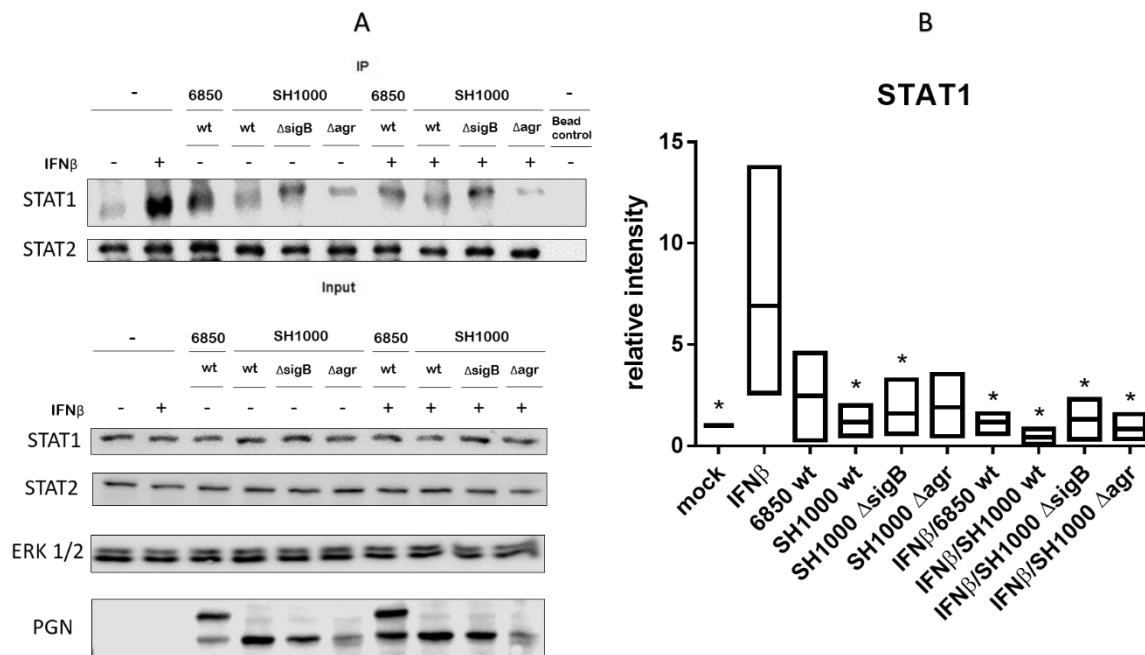 A
IP
- 6850 SH1000 6850 SH1000 -
wt wt ΔsigB Δagr wt wt ΔsigB Δagr Bead control
IFNβ - + - - - - + + + + -
STAT1
STAT2
Input
- 6850 SH1000 6850 SH1000
wt wt ΔsigB Δagr wt wt ΔsigB Δagr
IFNβ - + - - - - + + + +
STAT1
STAT2
ERK 1/2
PGN
B
STAT1
relative intensity
15
10
5
0
* * * * * * *
mock
IFNβ
6850 wt
SH1000 wt
SH1000 ΔsigB
SH1000 Δagr
IFNβ/6850 wt
IFNβ/SH1000 wt
IFNβ/SH1000 ΔsigB
IFNβ/SH1000 Δagr